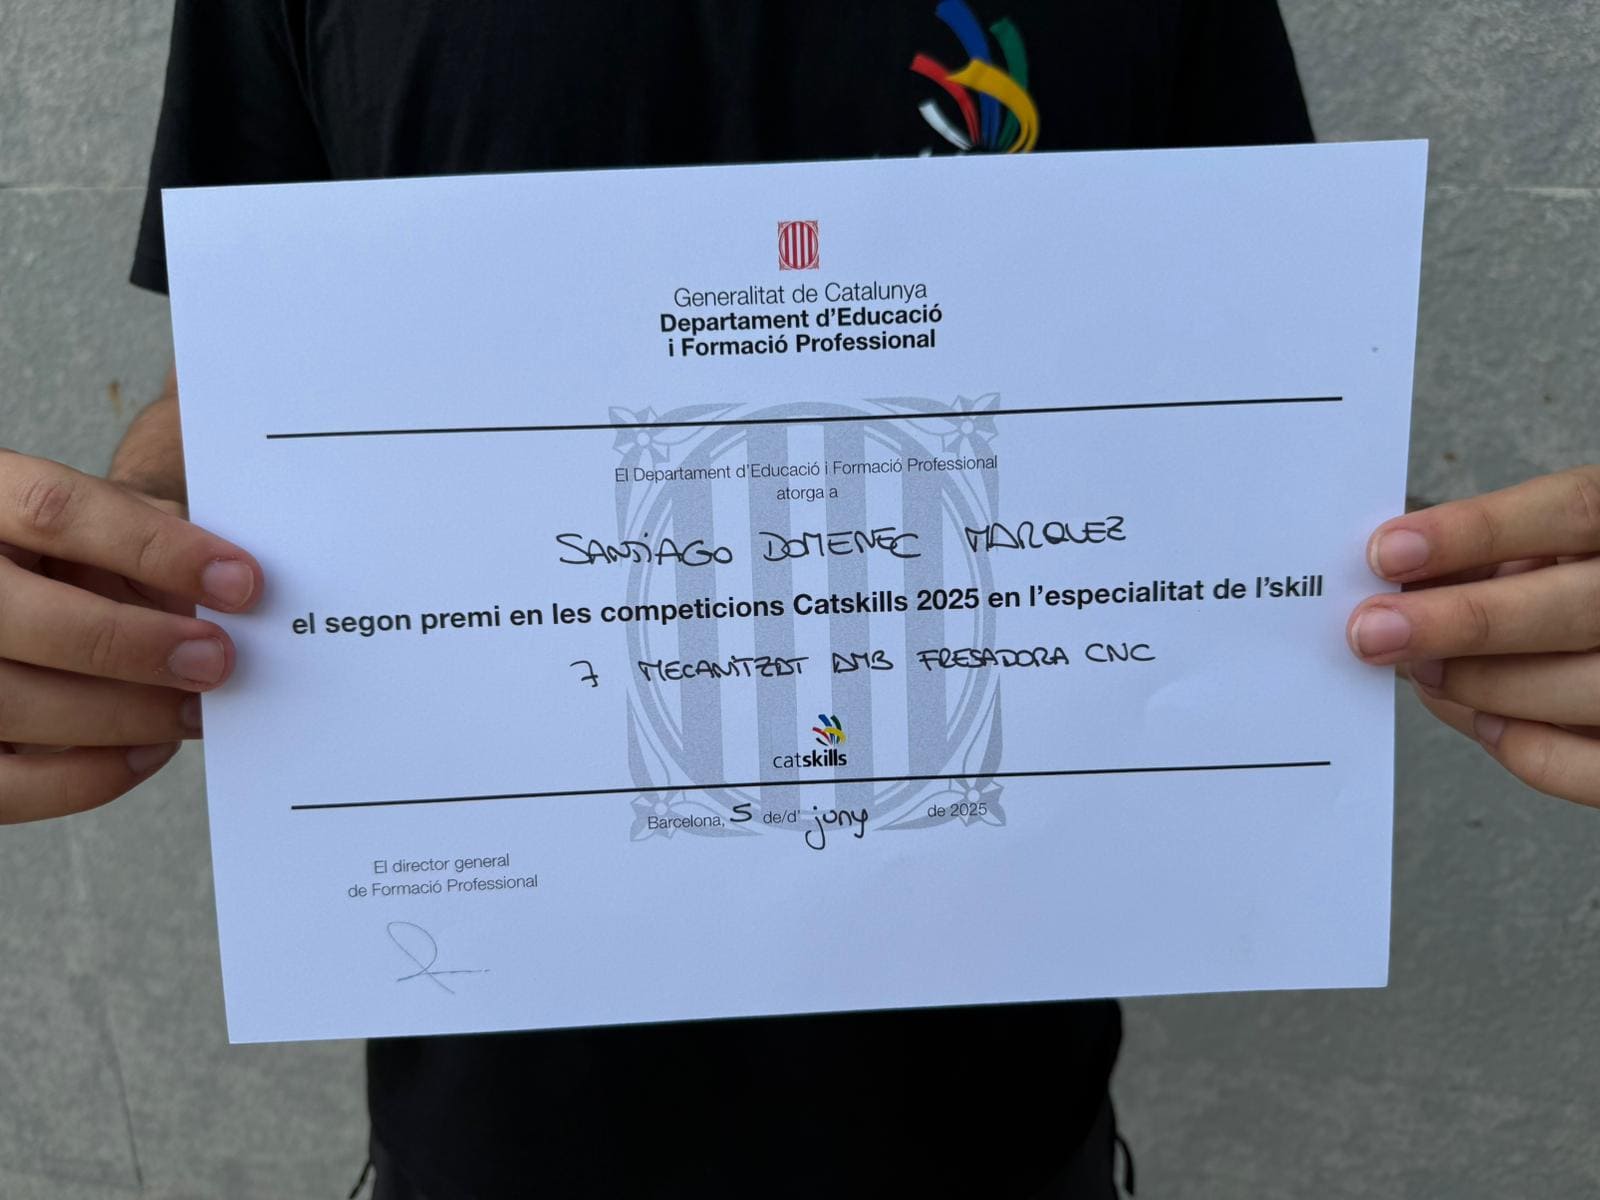 Generalitat de Catalunya
Departament d'Educació
i Formació Professional
El Departament d'Educació i Formació Professional
atorga a
SANTIAGO DOMENEC MARQUEZ
el segon premi en les competicions Catskills 2025 en l'especialitat de l'skill
7 MECANITZAT AMB FRESADORA CNC
catskills
Barcelona, 5 de/d' juny de 2025
El director general
de Formació Professional